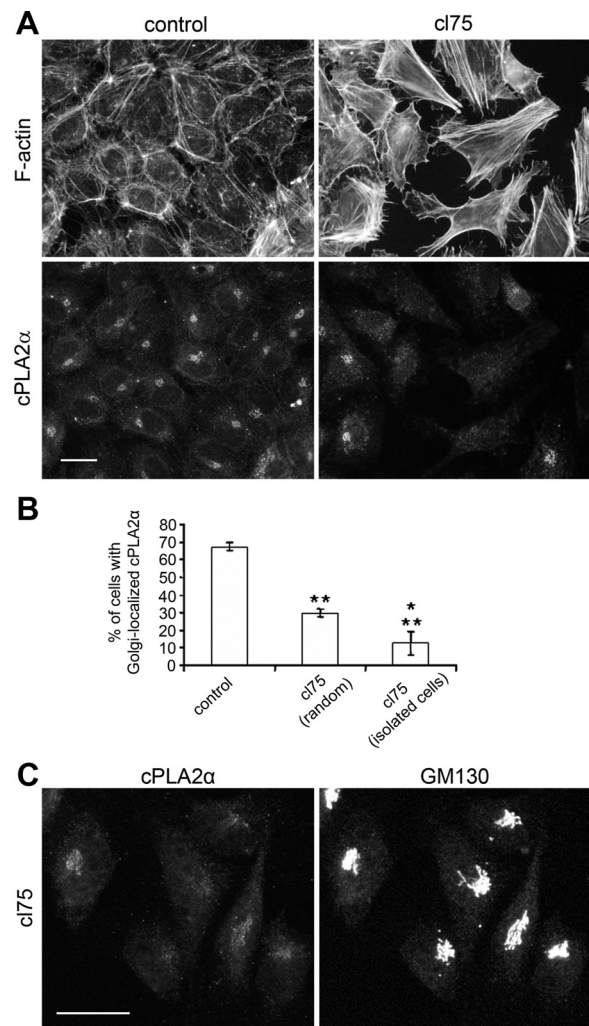 A
control
cl75
F-actin
cPLA2α
B
% of cells with
Golgi-localized cPLA2α
80
70
60
50
40
30
20
10
0
**
*
**
control
cl75
(random)
cl75
(isolated cells)
C
cPLA2α
GM130
cl75